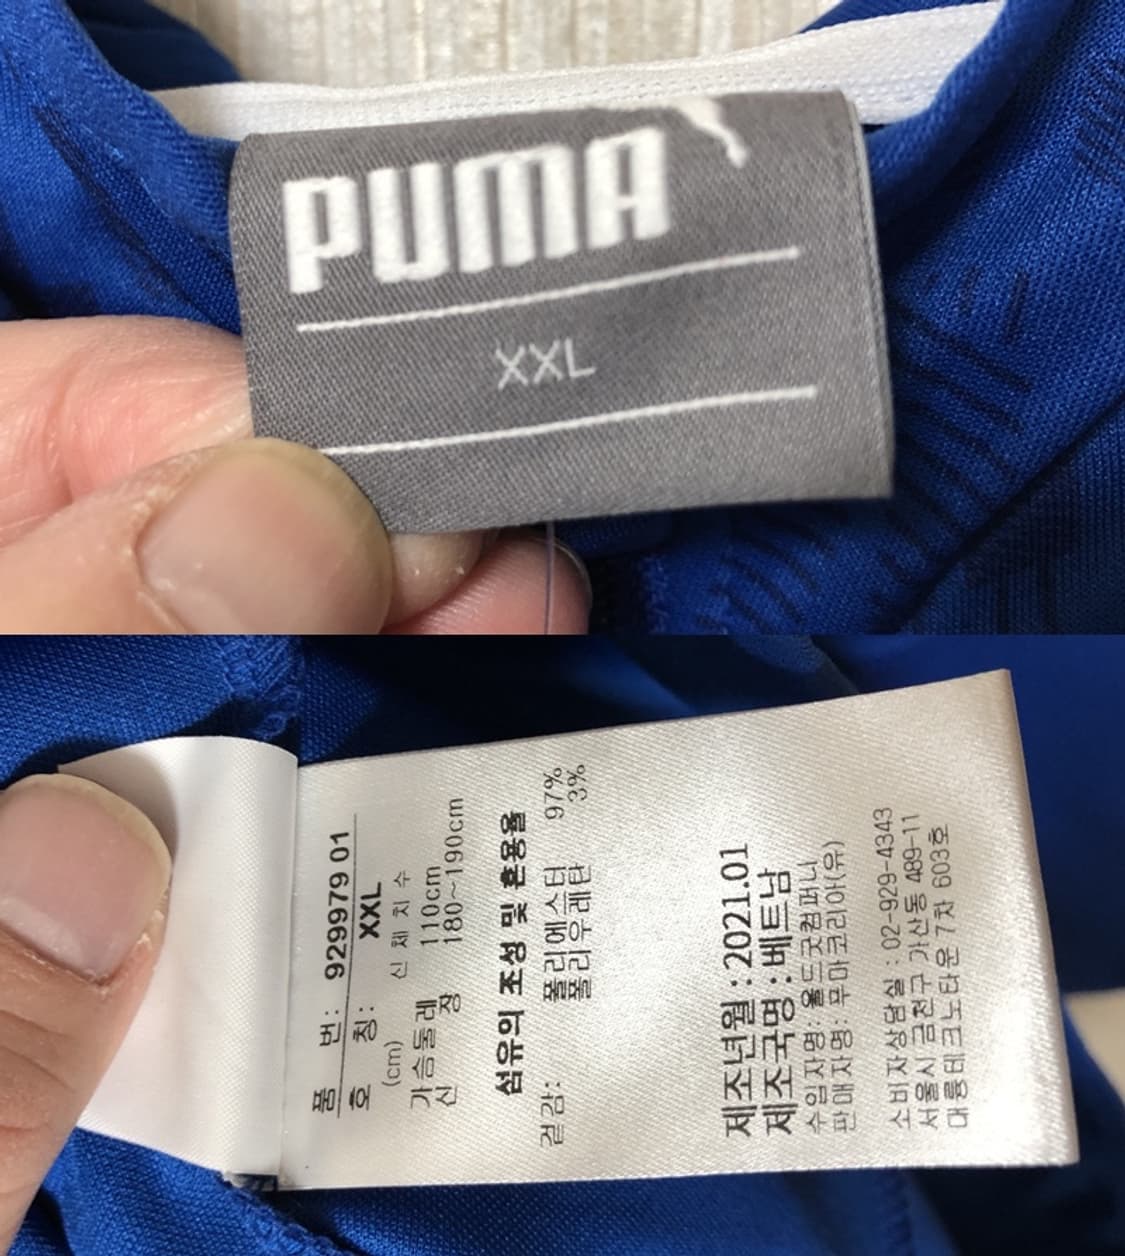 PUMA
XXL
품 번: 929979 01
호 칭: XXL
(cm) 신 체 치 수
가슴둘레 110cm
신 장 180~190cm
섬유의 조성 및 혼용율
겉감: 폴리에스터 97%
폴리우레탄 3%
제조년월 : 2021.01
제조국명 : 베트남
수입자명: 올드굿컴퍼니
판매자명: 푸마코리아(유)
소비자상담실 : 02-929-4343
서울시 금천구 가산동 489-11
대륭테크노타운 7차 603호